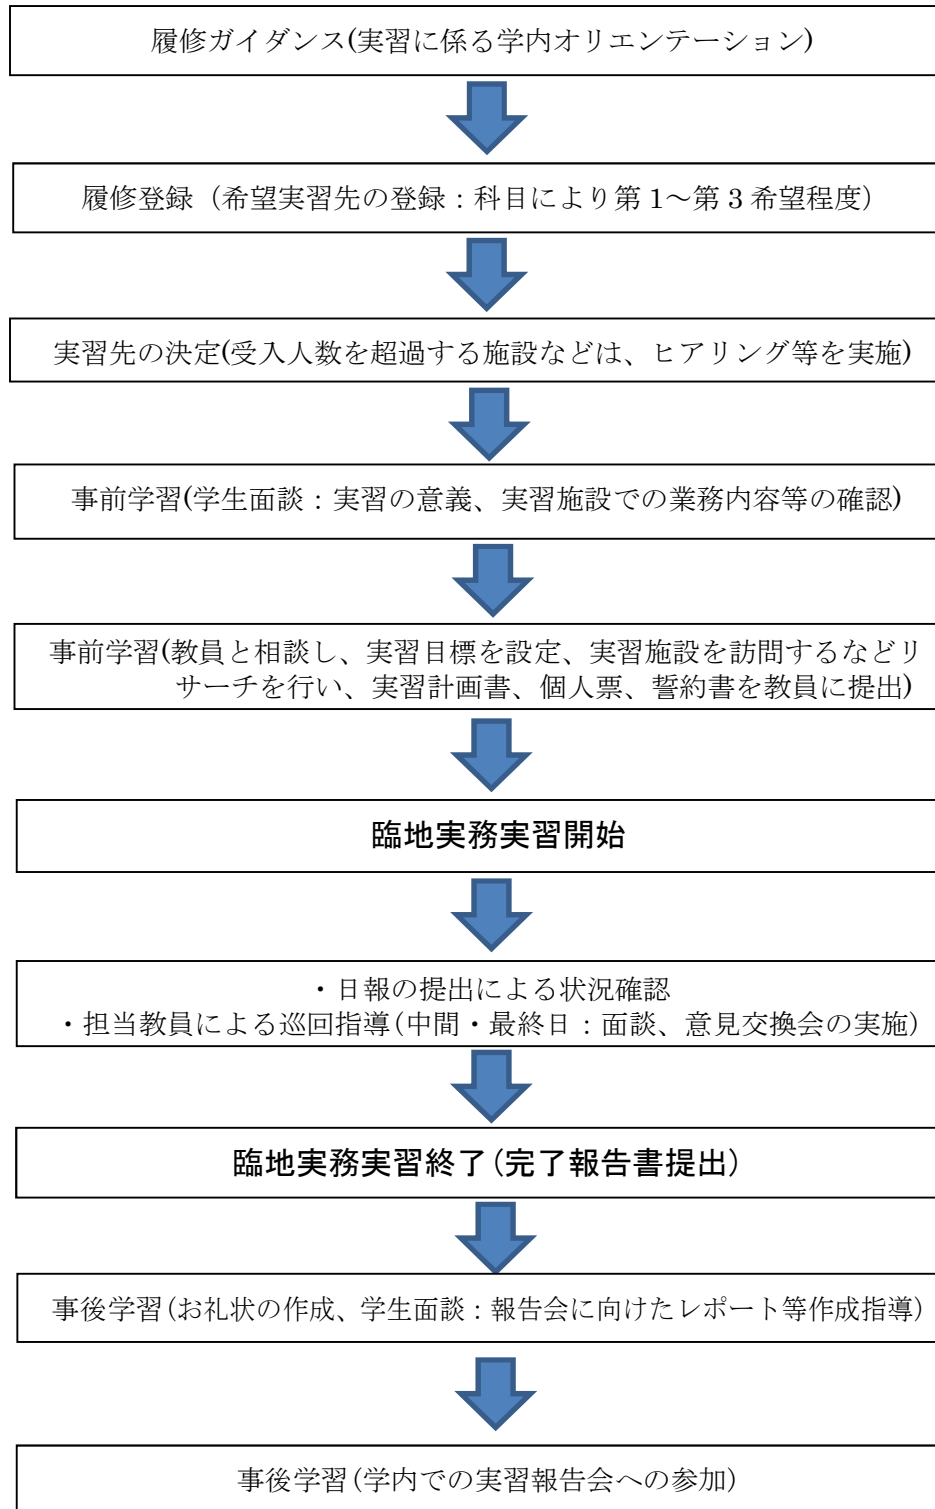 履修ガイダンス(実習に係る学内オリエンテーション)
履修登録（希望実習先の登録：科目により第 1～第 3 希望程度）
実習先の決定(受入人数を超過する施設などは、ヒアリング等を実施)
事前学習(学生面談：実習の意義、実習施設での業務内容等の確認)
事前学習(教員と相談し、実習目標を設定、実習施設を訪問するなどリ
サーチを行い、実習計画書、個人票、誓約書を教員に提出)
臨地実務実習開始
・日報の提出による状況確認
・担当教員による巡回指導(中間・最終日：面談、意見交換会の実施)
臨地実務実習終了(完了報告書提出)
事後学習(お礼状の作成、学生面談：報告会に向けたレポート等作成指導)
事後学習(学内での実習報告会への参加)